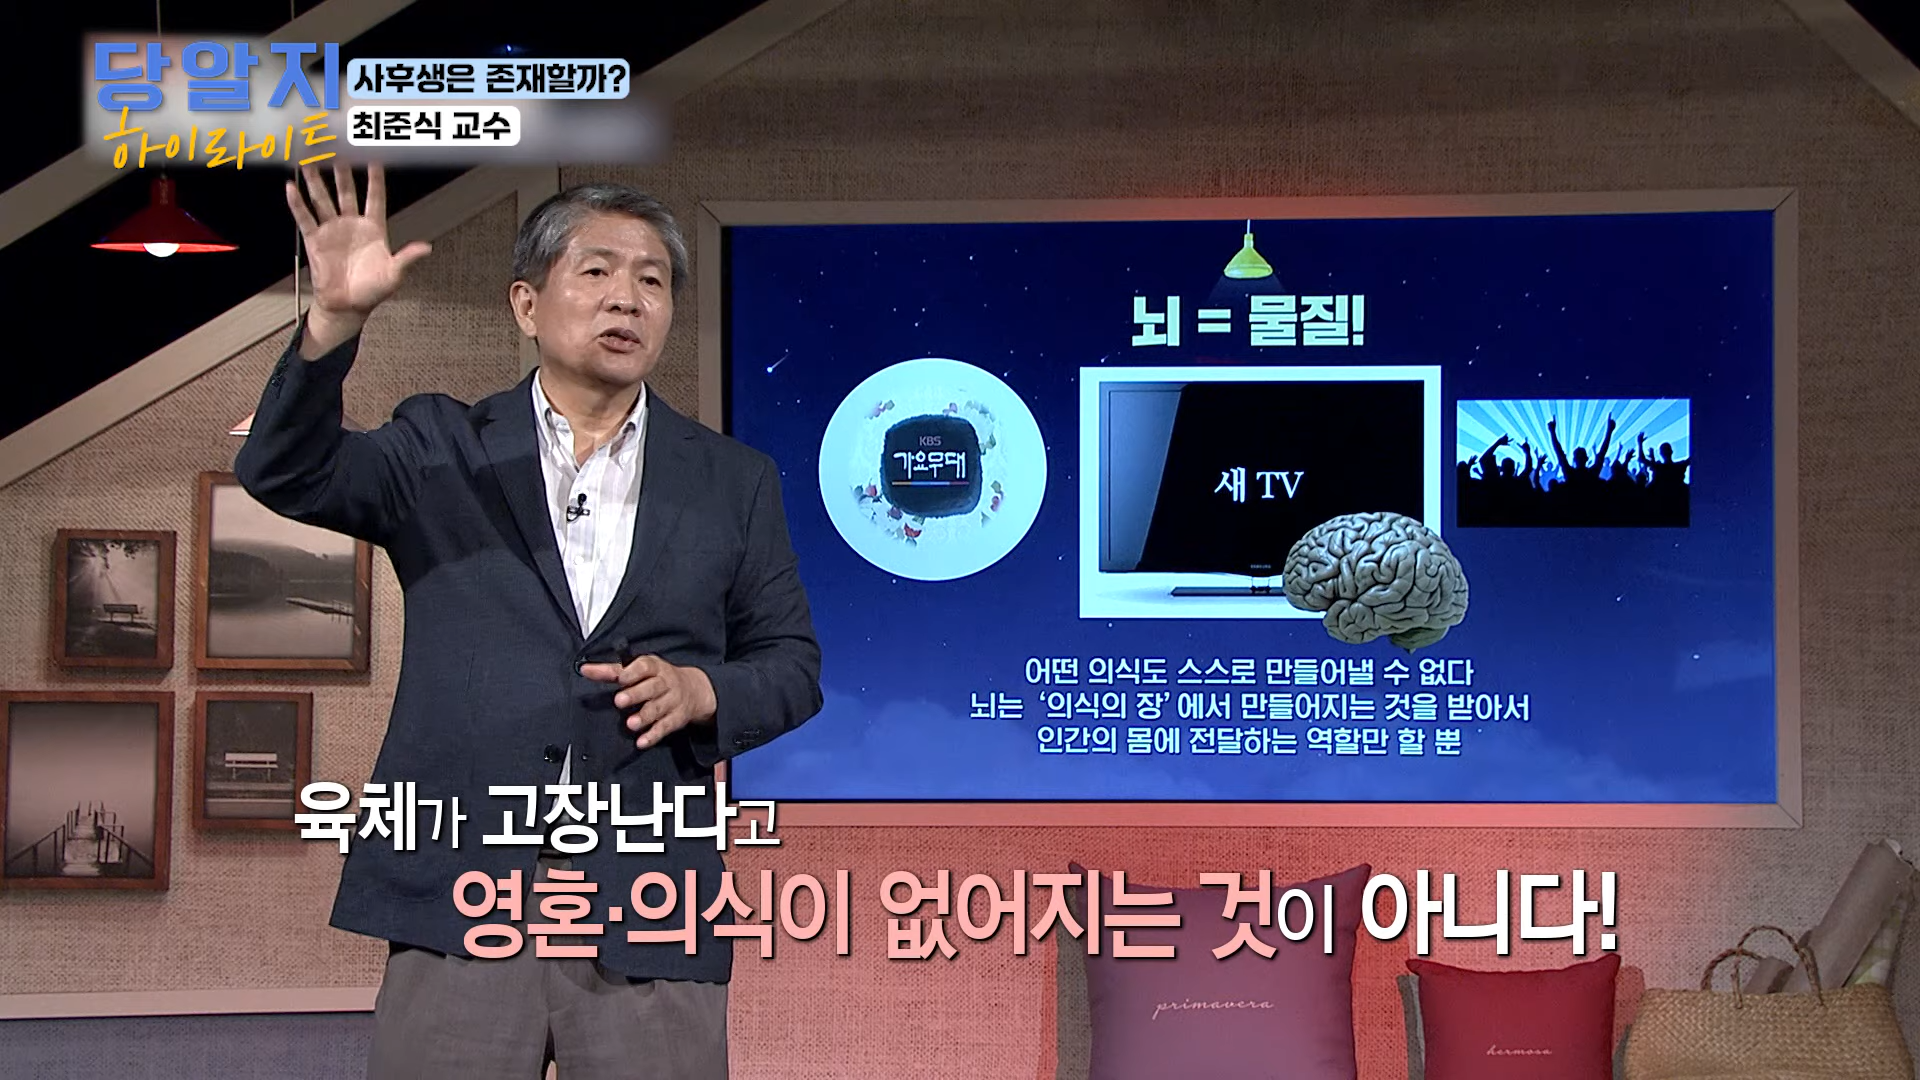 당알지
하이라이트
사후생은 존재할까?
최준식 교수
뇌 = 물질!
KBS
가요무대
새 TV
SAMSUNG
어떤 의식도 스스로 만들어낼 수 없다
뇌는 ‘의식의 장’에서 만들어지는 것을 받아서
인간의 몸에 전달하는 역할만 할 뿐
육체가 고장난다고
영혼·의식이 없어지는 것이 아니다!
primavera
hermosa